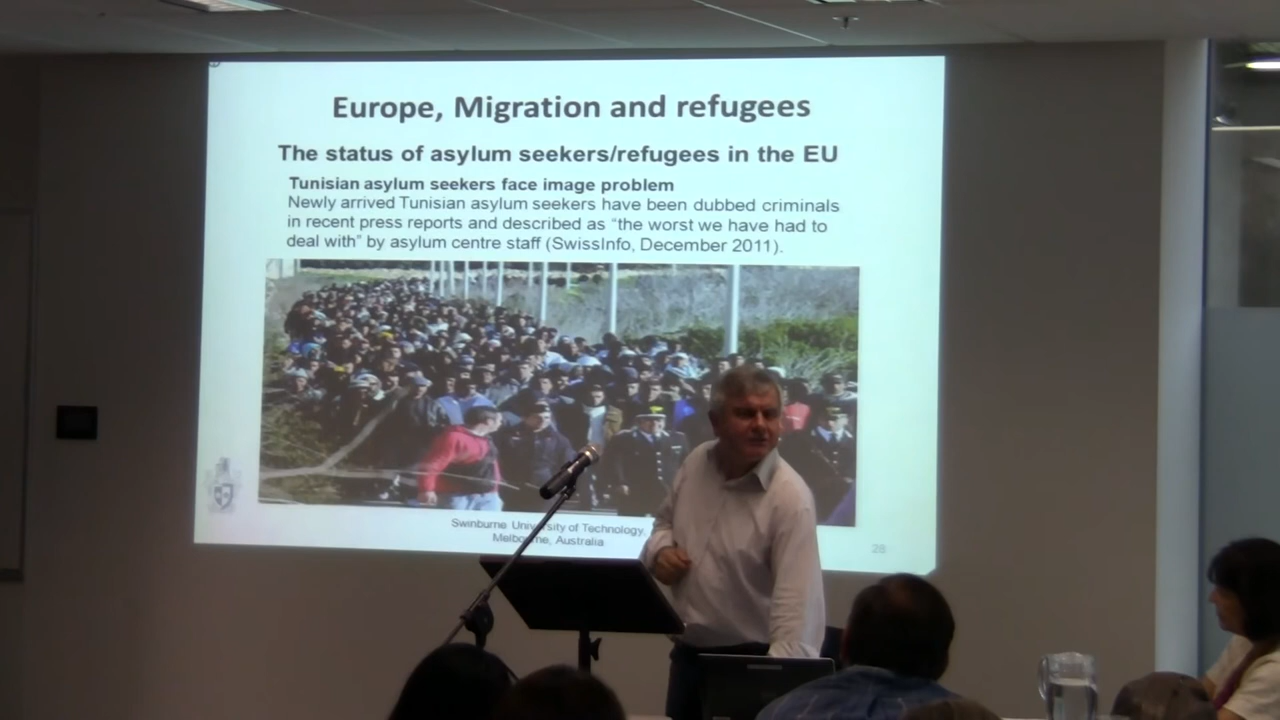 Europe, Migration and refugees
The status of asylum seekers/refugees in the EU
Tunisian asylum seekers face image problem
Newly arrived Tunisian asylum seekers have been dubbed criminals
in recent press reports and described as “the worst we have had to
deal with” by asylum centre staff (SwissInfo, December 2011).
Swinburne University of Technology,
Melbourne, Australia
28